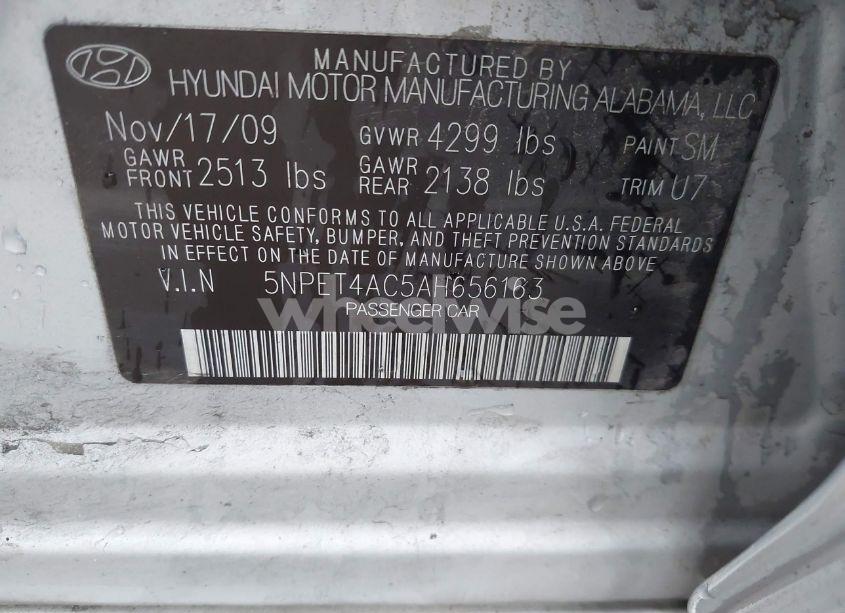 MANUFACTURED BY
HYUNDAI MOTOR MANUFACTURING ALABAMA, LLC
Nov/17/09 GVWR 4299 lbs PAINT SM
GAWR FRONT 2513 lbs GAWR REAR 2138 lbs TRIM U7
THIS VEHICLE CONFORMS TO ALL APPLICABLE U.S.A. FEDERAL
MOTOR VEHICLE SAFETY, BUMPER, AND THEFT PREVENTION STANDARDS
IN EFFECT ON THE DATE OF MANUFACTURE SHOWN ABOVE
V.I.N 5NPET4AC5AH656163
wheelwise
PASSENGER CAR